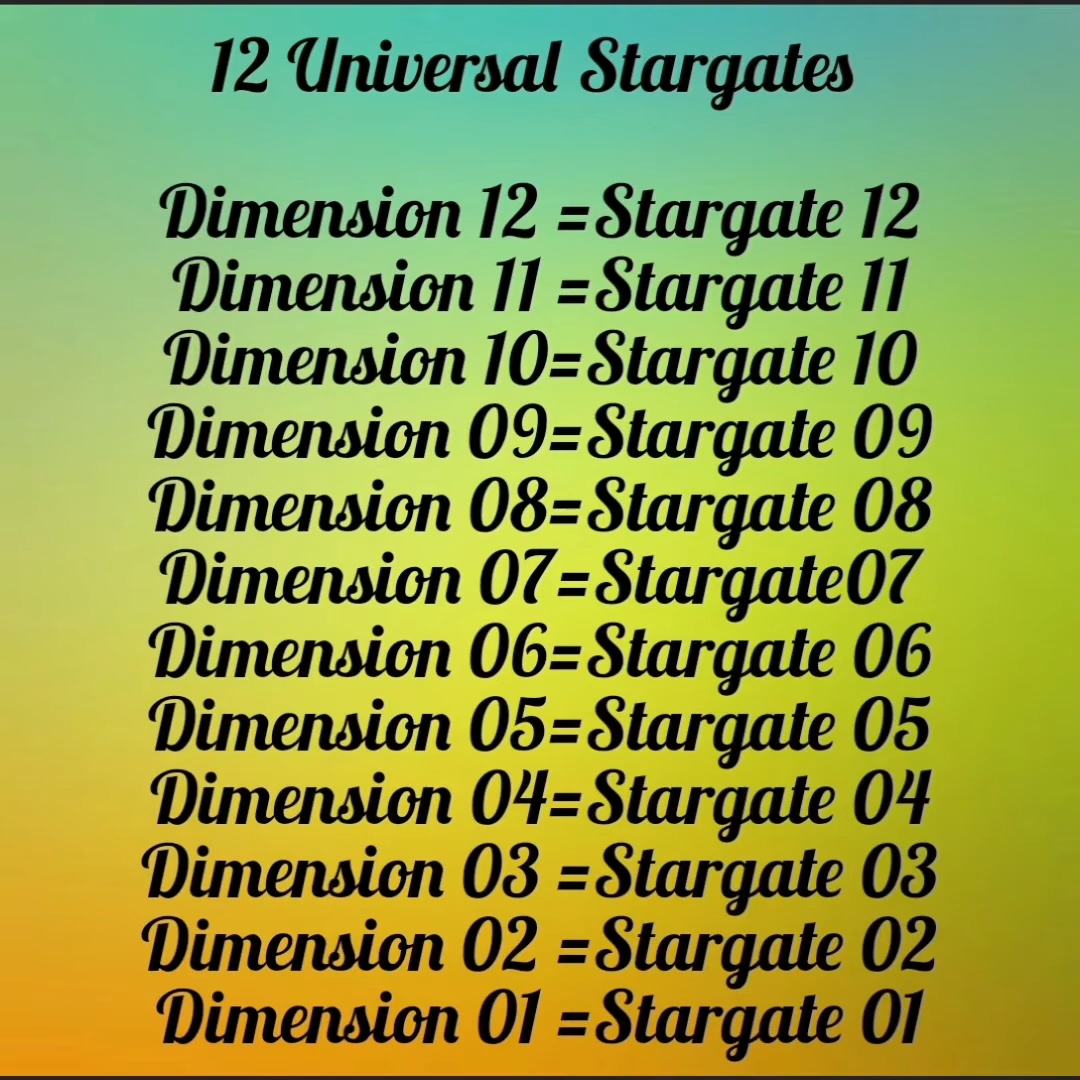 12 Universal Stargates
Dimension 12 =Stargate 12
Dimension 11 =Stargate 11
Dimension 10=Stargate 10
Dimension 09=Stargate 09
Dimension 08=Stargate 08
Dimension 07=Stargate07
Dimension 06=Stargate 06
Dimension 05=Stargate 05
Dimension 04=Stargate 04
Dimension 03 =Stargate 03
Dimension 02 =Stargate 02
Dimension 01 =Stargate 01